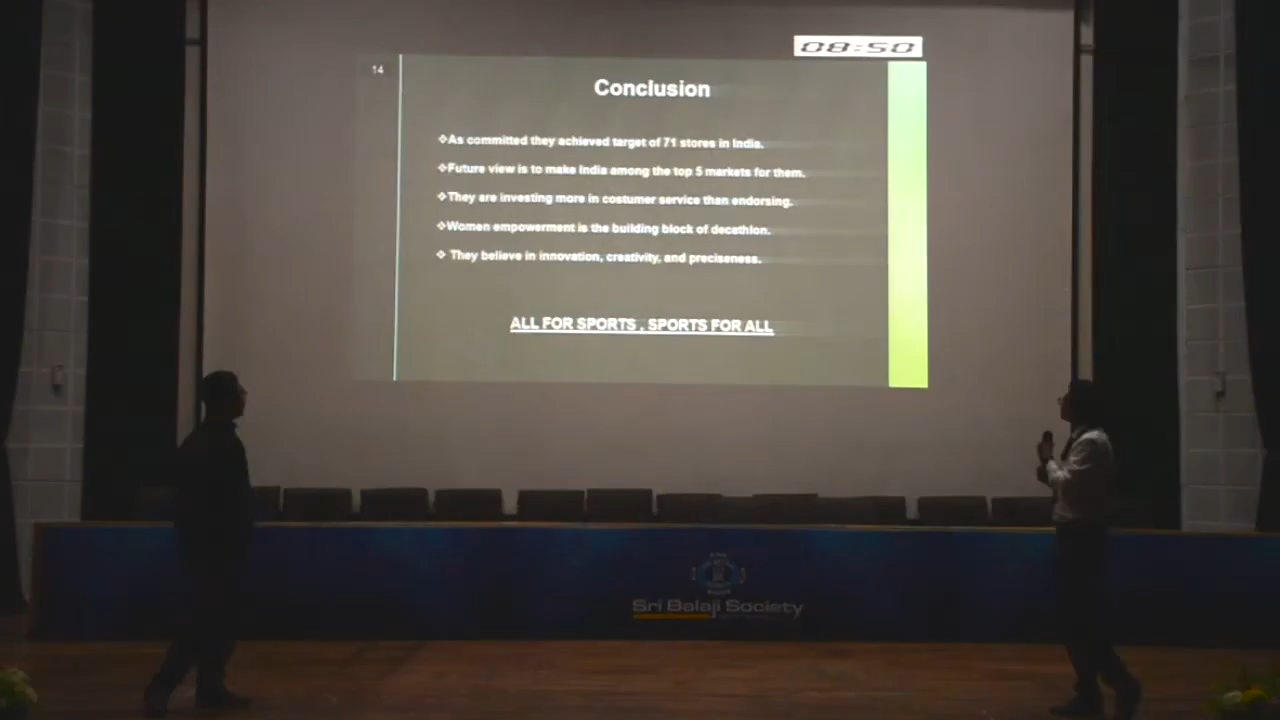 08:50
14
Conclusion
❖As committed they achieved target of 71 stores in India.
❖Future view is to make India among the top 5 markets for them.
❖They are investing more in costumer service than endorsing.
❖Women empowerment is the building block of decathlon.
❖ They believe in innovation, creativity, and preciseness.
ALL FOR SPORTS , SPORTS FOR ALL
Sri Balaji Society